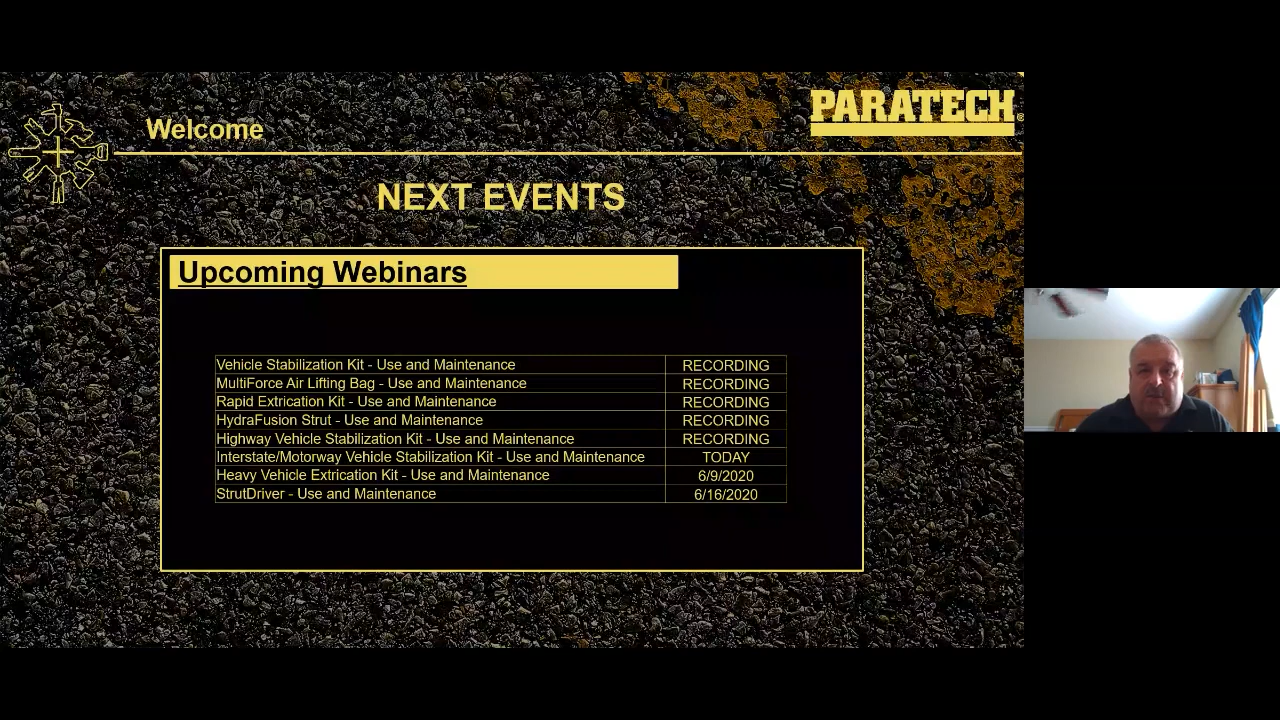 Welcome
PARATECH®
NEXT EVENTS
Upcoming Webinars
Vehicle Stabilization Kit - Use and Maintenance RECORDING
MultiForce Air Lifting Bag - Use and Maintenance RECORDING
Rapid Extrication Kit - Use and Maintenance RECORDING
HydraFusion Strut - Use and Maintenance RECORDING
Highway Vehicle Stabilization Kit - Use and Maintenance RECORDING
Interstate/Motorway Vehicle Stabilization Kit - Use and Maintenance TODAY
Heavy Vehicle Extrication Kit - Use and Maintenance 6/9/2020
StrutDriver - Use and Maintenance 6/16/2020